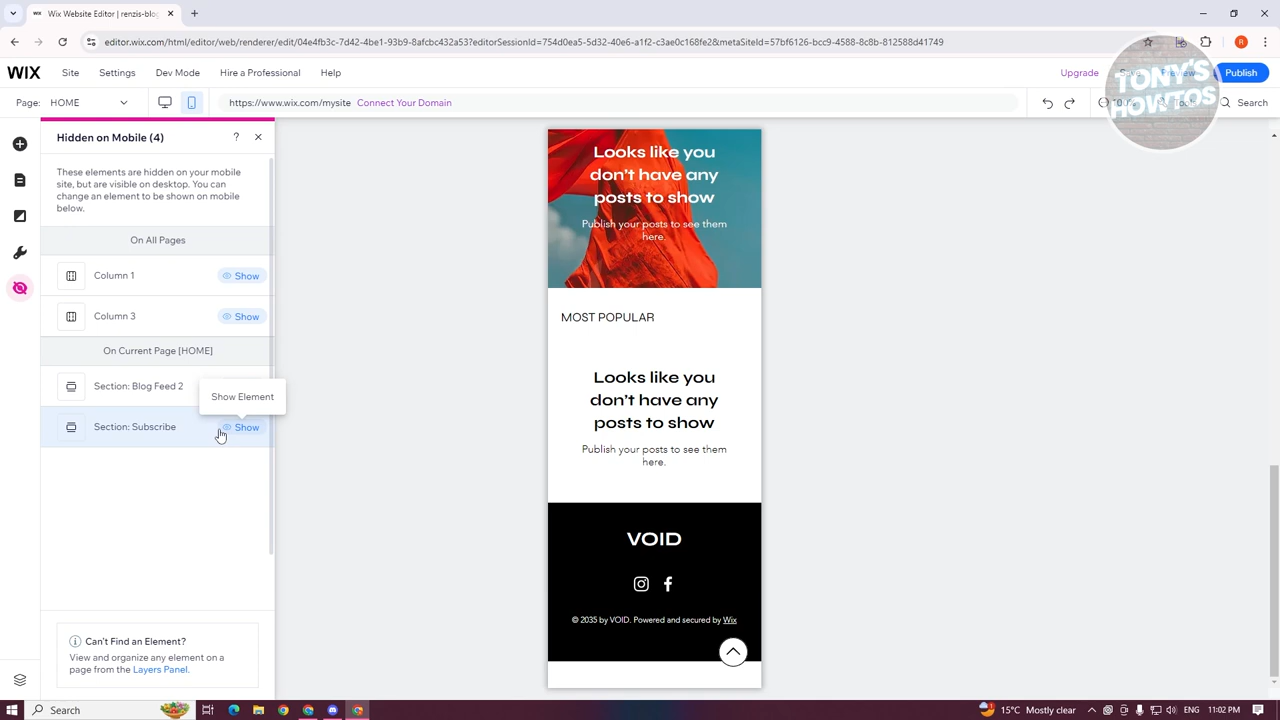 Wix Website Editor | renzis-blog
editor.wix.com/html/editor/web/renderer/edit/04e4fb3c-7d42-4be1-93b9-8afcbc432a53?editorSessionId=754d0ea5-5d32-40e6-a1f2-c3ae0c168fe2&metaSiteId=57bf6126-bcc9-4588-8c8b-812588d41749
R
WIX
Site
Settings
Dev Mode
Hire a Professional
Help
Upgrade
Save
Preview
Publish
TONY'S
HOWTOS
Page: HOME
https://www.wix.com/mysite Connect Your Domain
100%
Tools
Search
Hidden on Mobile (4)
?
These elements are hidden on your mobile
site, but are visible on desktop. You can
change an element to be shown on mobile
below.
On All Pages
Column 1
Show
Column 3
Show
On Current Page [HOME]
Section: Blog Feed 2
Show Element
Section: Subscribe
Show
Can't Find an Element?
View and organize any element on a
page from the Layers Panel.
Looks like you
don't have any
posts to show
Publish your posts to see them
here.
MOST POPULAR
Looks like you
don't have any
posts to show
Publish your posts to see them
here.
VOID
© 2035 by VOID. Powered and secured by Wix
Search
15°C Mostly clear
ENG
11:02 PM